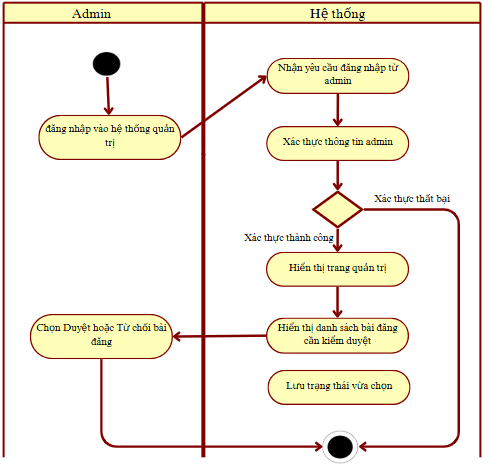 Admin
Hệ thống
Nhận yêu cầu đăng nhập từ
admin
đăng nhập vào hệ thống quản
trị
Xác thực thông tin admin
Xác thực thất bại
Xác thực thành công
Hiển thị trang quản trị
Chọn Duyệt hoặc Từ chối bài
đăng
Hiển thị danh sách bài đăng
cần kiểm duyệt
Lưu trạng thái vừa chọn